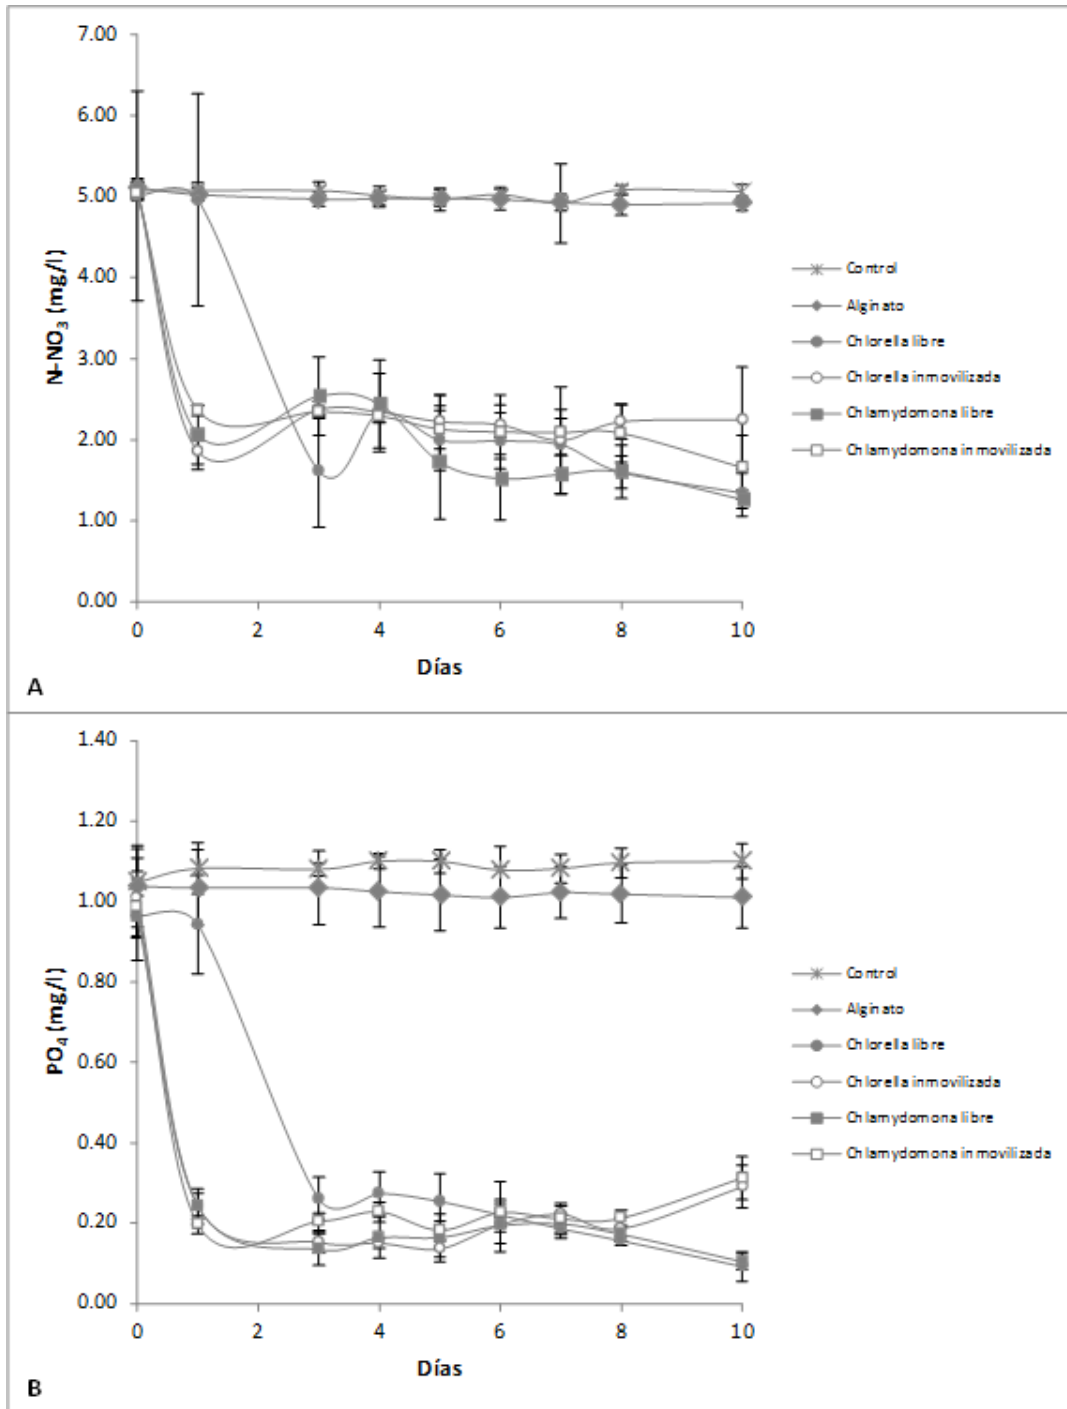 7.00
6.00
5.00
4.00
3.00
2.00
1.00
0.00
N-NO₃ (mg/l)
0 2 4 6 8 10
Días
Control
Alginato
Chlorella libre
Chlorella inmovilizada
Chlamydomona libre
Chlamydomona inmovilizada
A
1.40
1.20
1.00
0.80
0.60
0.40
0.20
0.00
PO₄ (mg/l)
0 2 4 6 8 10
Días
Control
Alginato
Chlorella libre
Chlorella inmovilizada
Chlamydomona libre
Chlamydomona inmovilizada
B